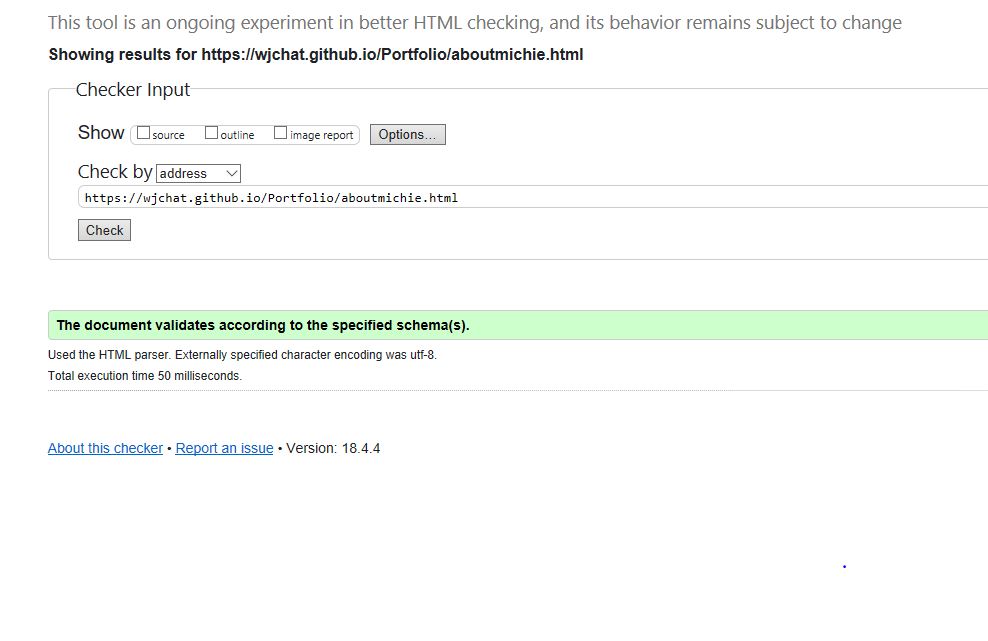 This tool is an ongoing experiment in better HTML checking, and its behavior remains subject to change
Showing results for https://wjchat.github.io/Portfolio/aboutmichie.html
Checker Input
Show source outline image report Options...
Check by address
https://wjchat.github.io/Portfolio/aboutmichie.html
Check
The document validates according to the specified schema(s).
Used the HTML parser. Externally specified character encoding was utf-8.
Total execution time 50 milliseconds.
About this checker • Report an issue • Version: 18.4.4